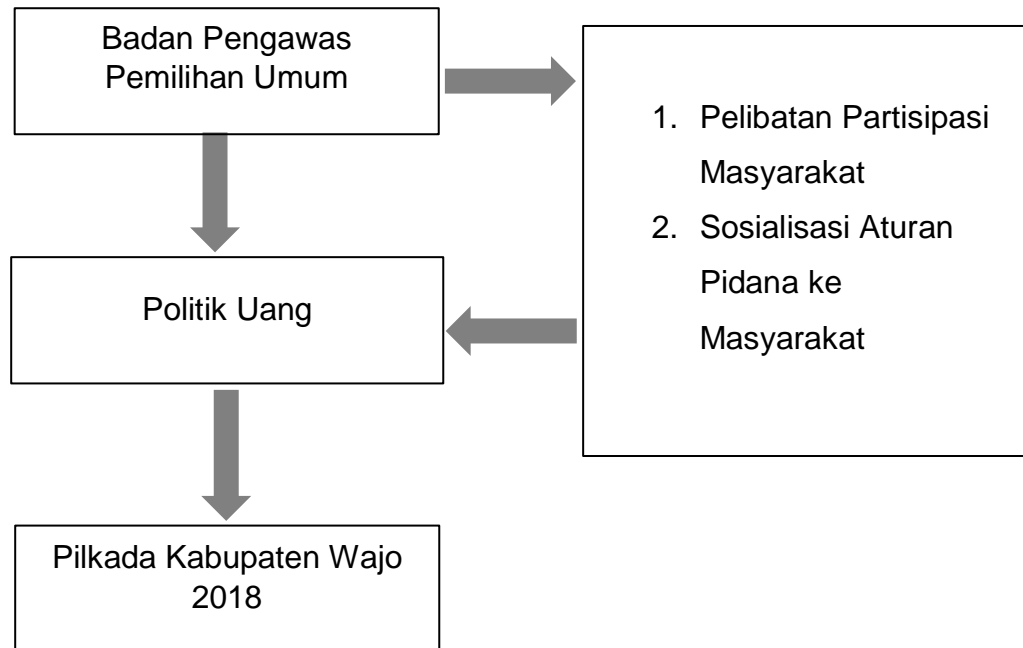 Badan Pengawas
Pemilihan Umum
1. Pelibatan Partisipasi
Masyarakat
2. Sosialisasi Aturan
Pidana ke
Masyarakat
Politik Uang
Pilkada Kabupaten Wajo
2018